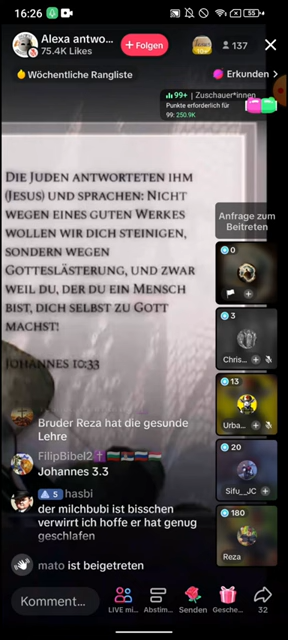 16:26
55
Alexa antwo...
75.4K Likes
+ Folgen
10+
137
Wöchentliche Rangliste
Erkunden >
99+ | Zuschauer*innen
Punkte erforderlich für
99: 250.9K
Die Juden antworteten ihm
(Jesus) und sprachen: Nicht
wegen eines guten Werkes
wollen wir dich steinigen,
sondern wegen
Gotteslästerung, und zwar
weil du, der du ein Mensch
bist, dich selbst zu Gott
machst!
Johannes 10:33
Anfrage zum
Beitreten
0
3
Chris...
13
Urba...
20
Sifu__JC
180
Reza
Bruder Reza hat die gesunde
Lehre
FilipBibel2
Johannes 3.3
5 hasbi
der milchbubi ist bisschen
verwirrt ich hoffe er hat genug
geschlafen
mato ist beigetreten
Komment...
LIVE mi...
Abstim...
Senden
Gesche...
32